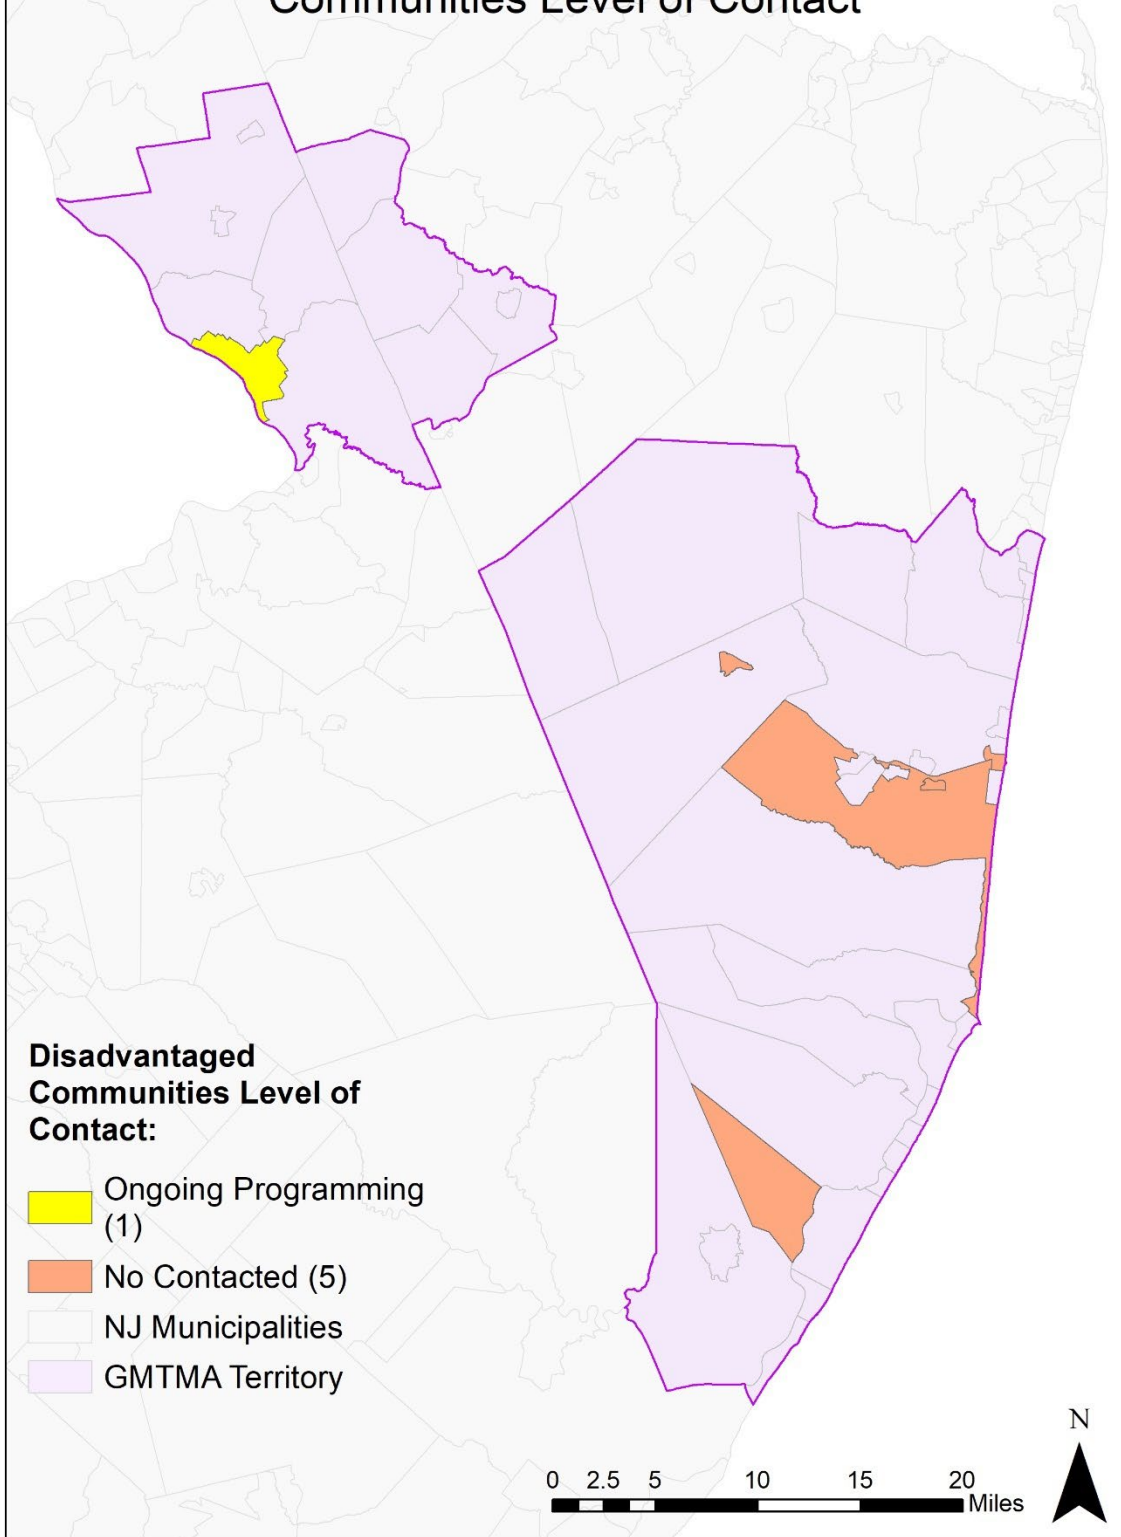 Communities Level of Contact
Disadvantaged
Communities Level of
Contact:
Ongoing Programming
(1)
No Contacted (5)
NJ Municipalities
GMTMA Territory
N
0 2.5 5 10 15 20
Miles